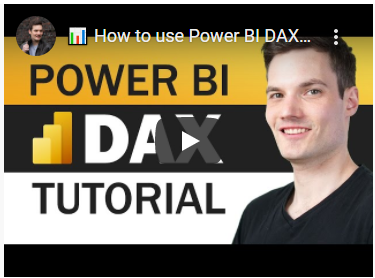 📊 How to use Power BI DAX...
POWER BI
DAX
TUTORIAL